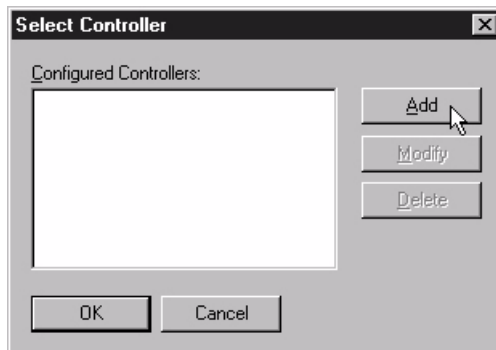 Select Controller
Configured Controllers:
Add
Modify
Delete
OK
Cancel